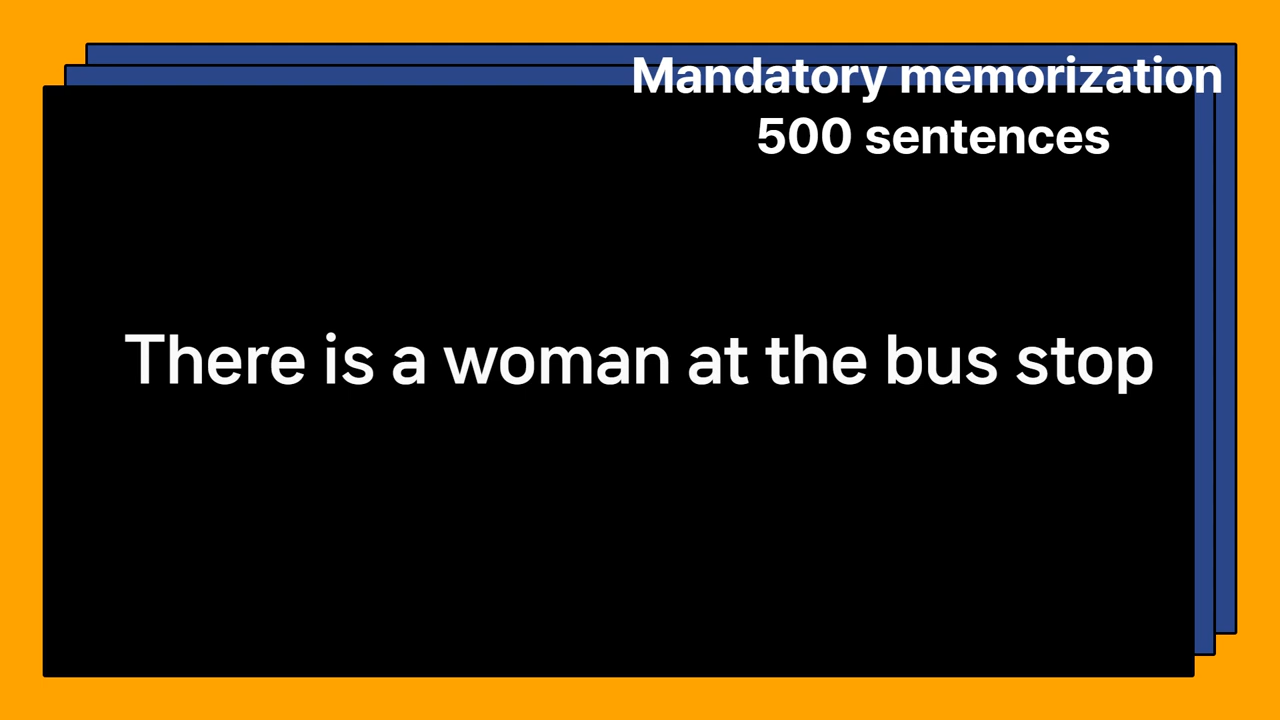 Mandatory memorization
500 sentences
There is a woman at the bus stop